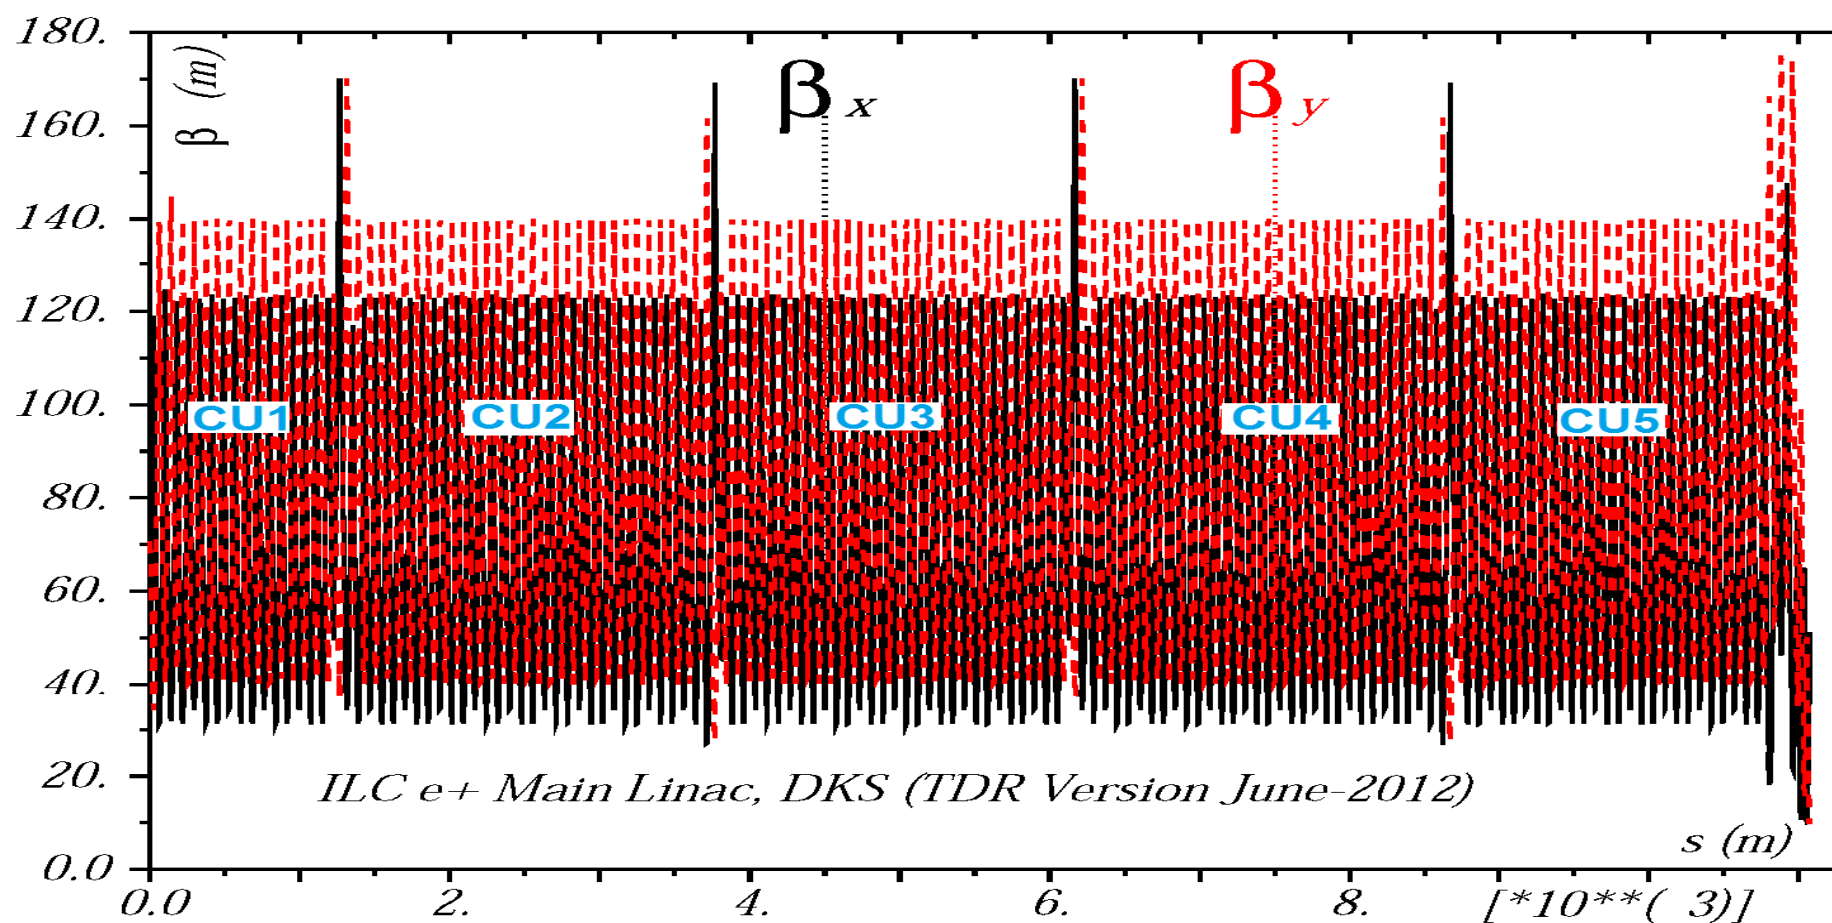 180.
160.
140.
120.
100.
80.
60.
40.
20.
0.0
β (m)
βx
βy
CU1 CU2 CU3 CU4 CU5
ILC e+ Main Linac, DKS (TDR Version June-2012)
s (m)
0.0 2. 4. 6. 8. [*10**( 3)]